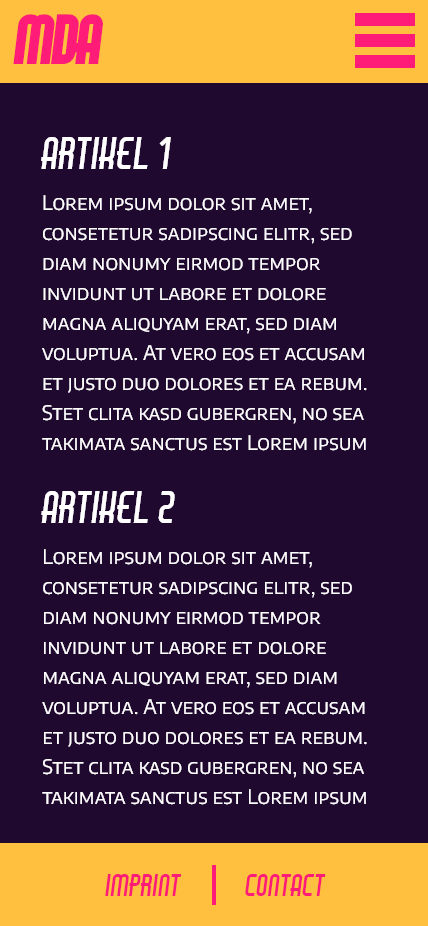 MDA
ARTIKEL 1
Lorem ipsum dolor sit amet,
consetetur sadipscing elitr, sed
diam nonumy eirmod tempor
invidunt ut labore et dolore
magna aliquyam erat, sed diam
voluptua. At vero eos et accusam
et justo duo dolores et ea rebum.
Stet clita kasd gubergren, no sea
takimata sanctus est Lorem ipsum
ARTIKEL 2
Lorem ipsum dolor sit amet,
consetetur sadipscing elitr, sed
diam nonumy eirmod tempor
invidunt ut labore et dolore
magna aliquyam erat, sed diam
voluptua. At vero eos et accusam
et justo duo dolores et ea rebum.
Stet clita kasd gubergren, no sea
takimata sanctus est Lorem ipsum
IMPRINT | CONTACT